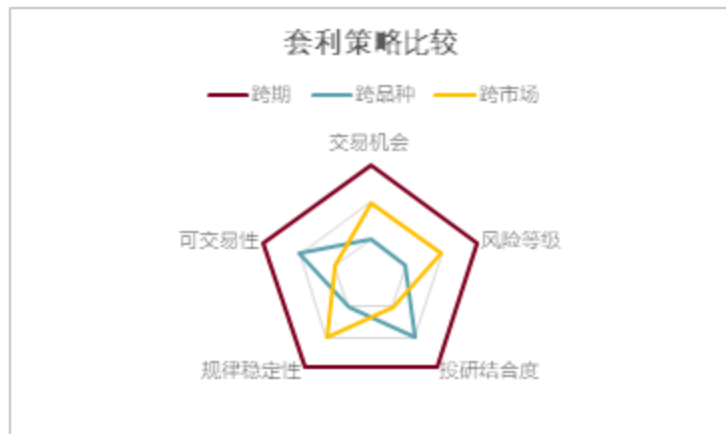 套利策略比较
跨期 跨品种 跨市场
交易机会
可交易性 风险等级
规律稳定性 投研结合度